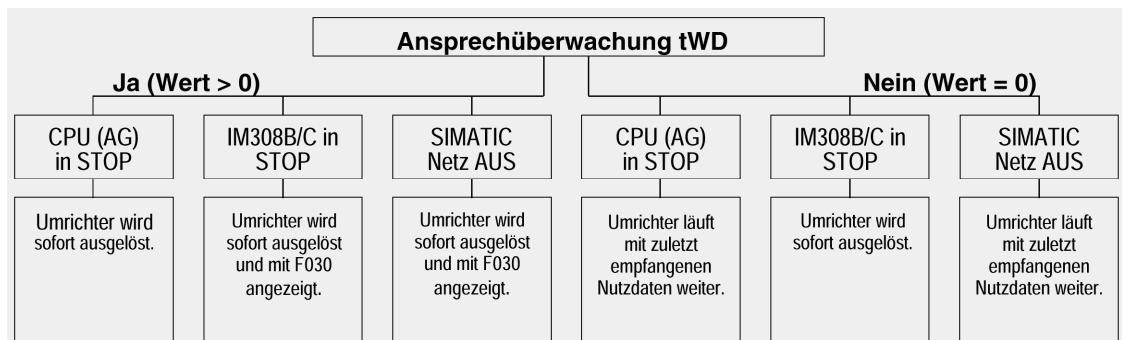 Ansprechüberwachung tWD
Ja (Wert > 0)
Nein (Wert = 0)
CPU (AG)
in STOP
IM308B/C in
STOP
SIMATIC
Netz AUS
CPU (AG)
in STOP
IM308B/C in
STOP
SIMATIC
Netz AUS
Umrichter wird
sofort ausgelöst.
Umrichter wird
sofort ausgelöst
und mit F030
angezeigt.
Umrichter wird
sofort ausgelöst
und mit F030
angezeigt.
Umrichter läuft
mit zuletzt
empfangenen
Nutzdaten weiter.
Umrichter wird
sofort ausgelöst.
Umrichter läuft
mit zuletzt
empfangenen
Nutzdaten weiter.